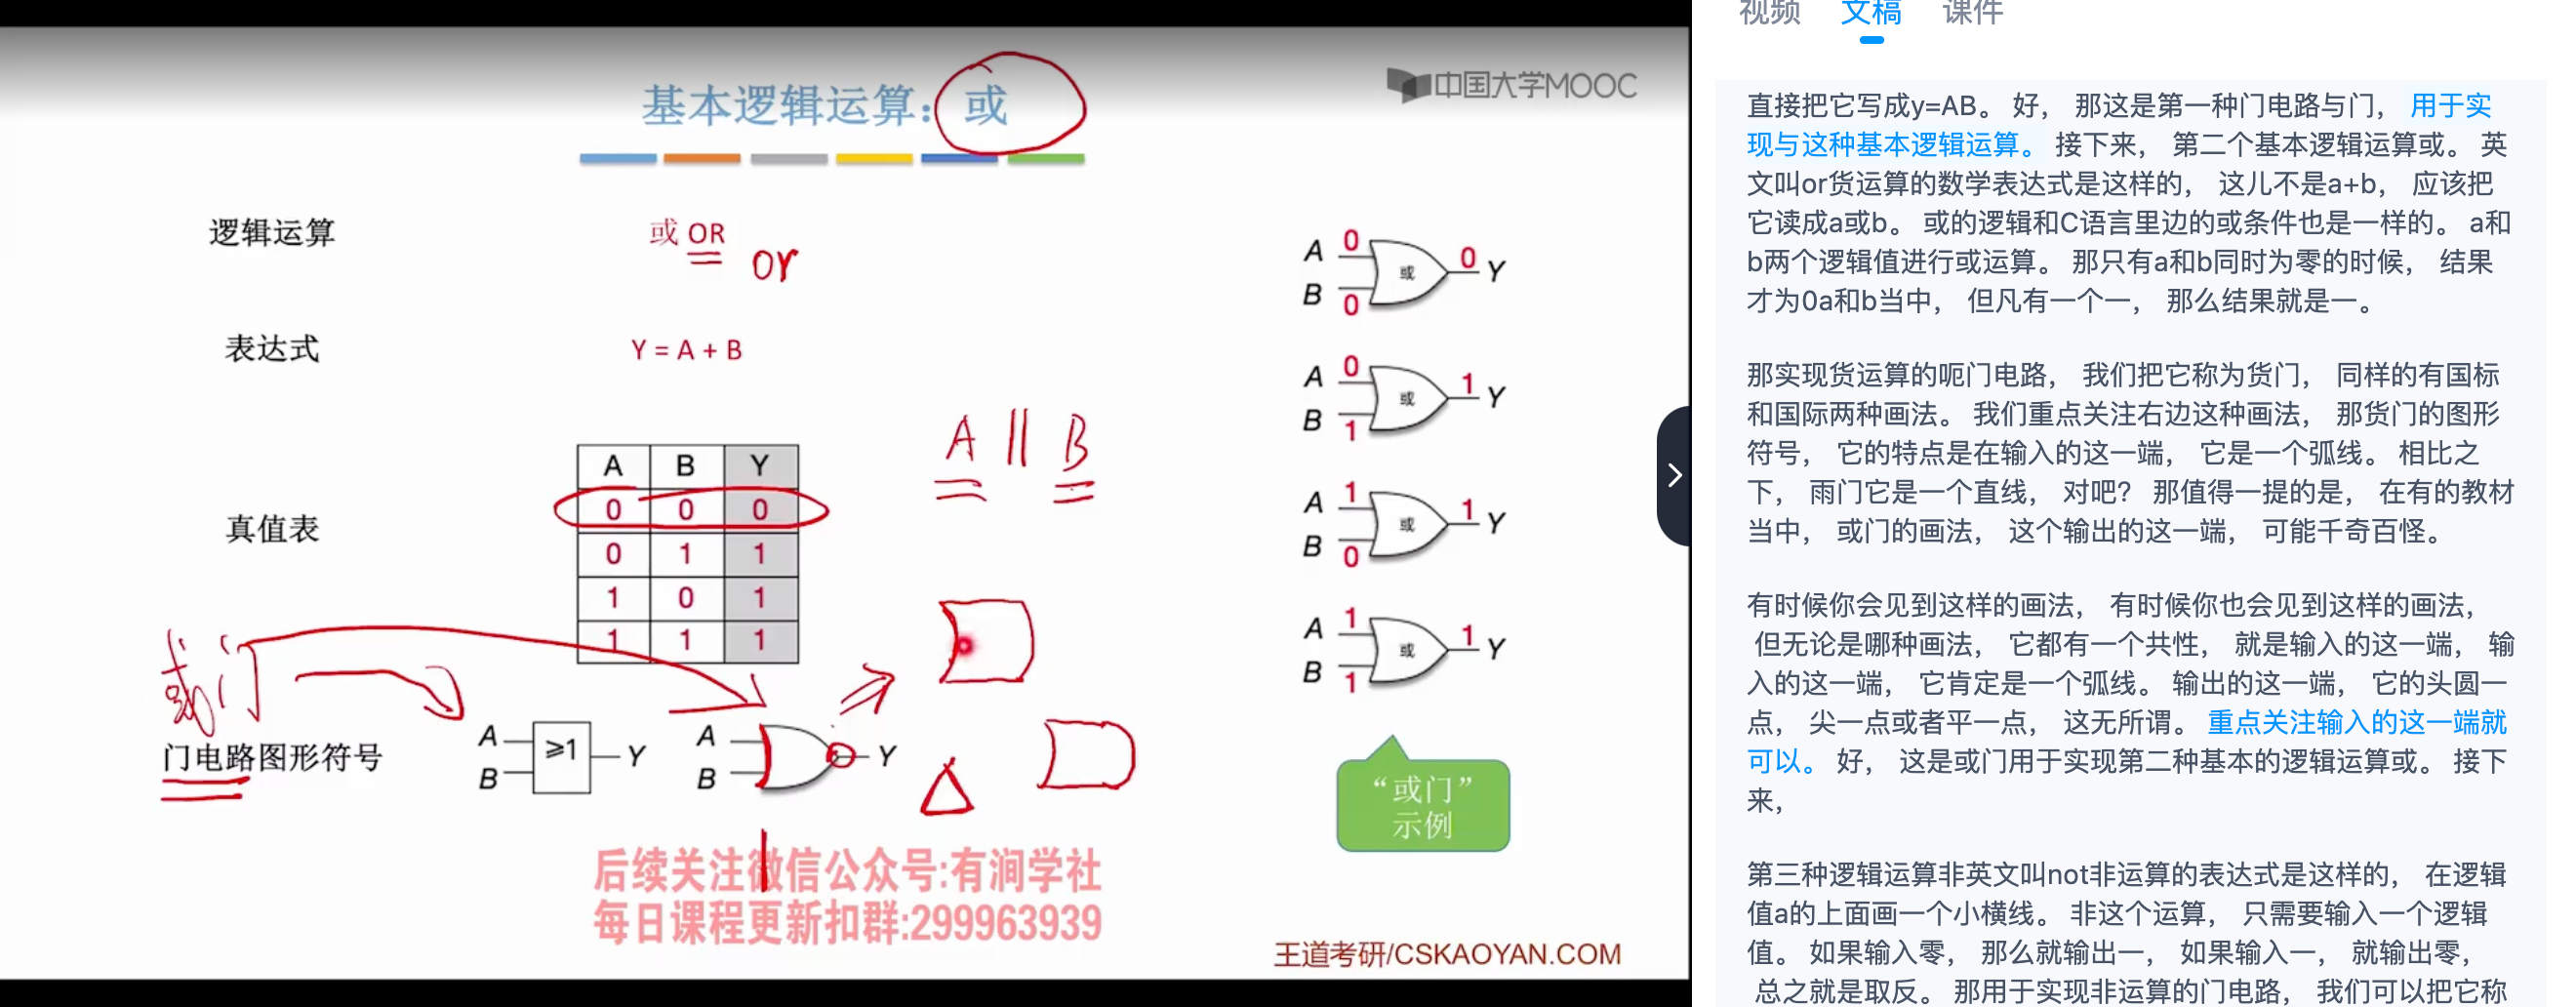 基本逻辑运算：或
中国大学MOOC
逻辑运算
或 OR
or
表达式
Y = A + B
A || B
真值表
A B Y
0 0 0
0 1 1
1 0 1
1 1 1
或门
门电路图形符号
A
B
≥1
Y
A
B
Y
A 0
B 0
或
0 Y
A 0
B 1
或
1 Y
A 1
B 0
或
1 Y
A 1
B 1
或
1 Y
“或门”
示例
后续关注微信公众号:有涧学社
每日课程更新扣群:299963939
王道考研/CSKAOYAN.COM
视频 文稿 课件
直接把它写成y=AB。 好， 那这是第一种门电路与门， 用于实
现与这种基本逻辑运算。 接下来， 第二个基本逻辑运算或。 英
文叫or货运算的数学表达式是这样的， 这儿不是a+b， 应该把
它读成a或b。 或的逻辑和C语言里边的或条件也是一样的。 a和
b两个逻辑值进行或运算。 那只有a和b同时为零的时候， 结果
才为0a和b当中， 但凡有一个一， 那么结果就是一。
那实现货运算的呃门电路， 我们把它称为货门， 同样的有国标
和国际两种画法。 我们重点关注右边这种画法， 那货门的图形
符号， 它的特点是在输入的这一端， 它是一个弧线。 相比之
下， 雨门它是一个直线， 对吧？ 那值得一提的是， 在有的教材
当中， 或门的画法， 这个输出的这一端， 可能千奇百怪。
有时候你会见到这样的画法， 有时候你也会见到这样的画法，
但无论是哪种画法， 它都有一个共性， 就是输入的这一端， 输
入的这一端， 它肯定是一个弧线。 输出的这一端， 它的头圆一
点， 尖一点或者平一点， 这无所谓。 重点关注输入的这一端就
可以。 好， 这是或门用于实现第二种基本的逻辑运算或。 接下
来，
第三种逻辑运算非英文叫not非运算的表达式是这样的， 在逻辑
值a的上面画一个小横线。 非这个运算， 只需要输入一个逻辑
值。 如果输入零， 那么就输出一， 如果输入一， 就输出零，
总之就是取反。 那用于实现非运算的门电路， 我们可以把它称